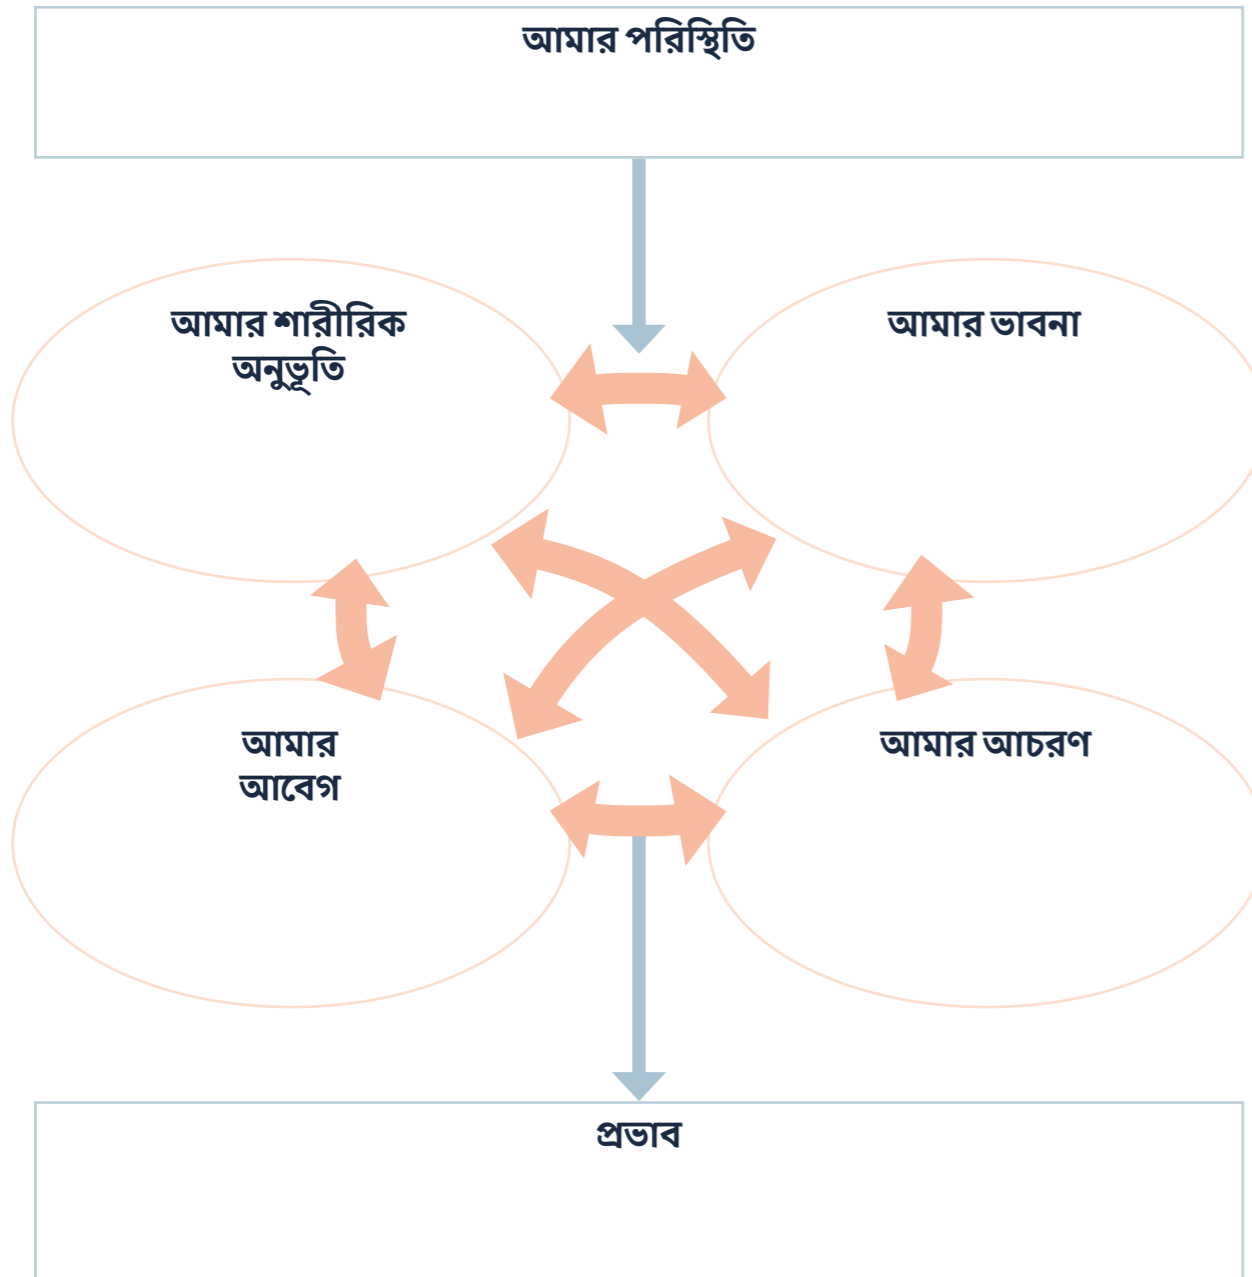 আমার পরিস্থিতি
আমার শারীরিক
অনুভূতি
আমার ভাবনা
আমার
আবেগ
আমার আচরণ
প্রভাব